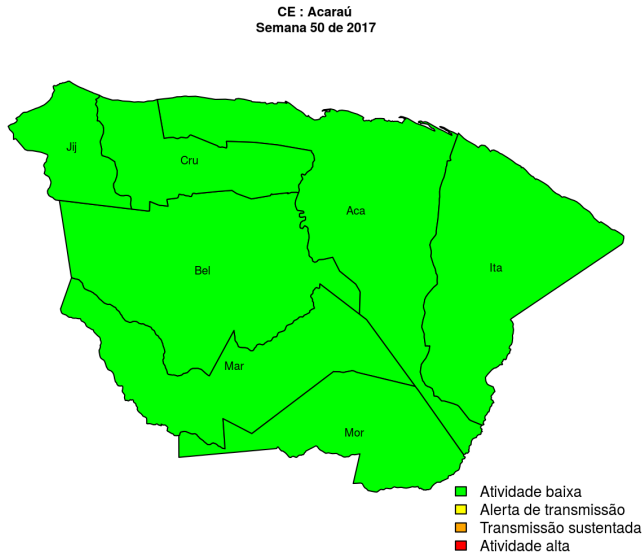 CE : Acaraú
Semana 50 de 2017
Jij
Cru
Aca
Bel
Ita
Mar
Mor
Atividade baixa
Alerta de transmissão
Transmissão sustentada
Atividade alta